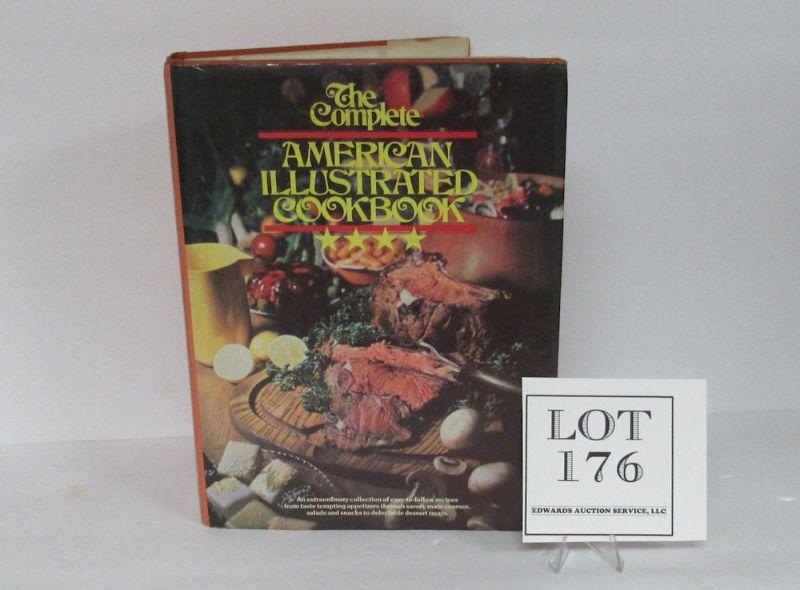 The
Complete
AMERICAN
ILLUSTRATED
COOKBOOK
An extraordinary collection of easy-to-follow recipes
from taste tempting appetizers through savory main courses,
salads and snacks to delectable dessert treats.
LOT
176
EDWARDS AUCTION SERVICE, LLC